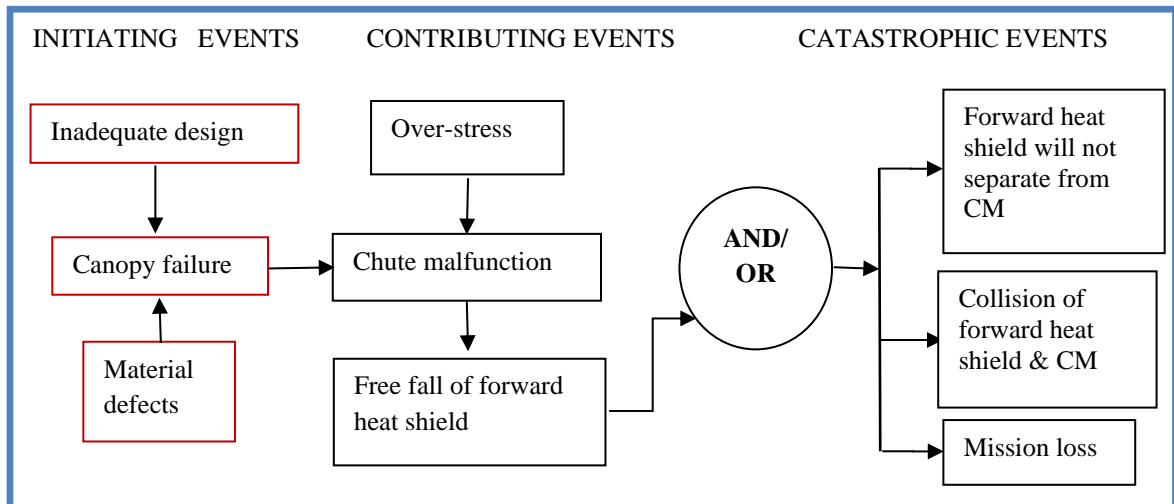 INITIATING EVENTS
CONTRIBUTING EVENTS
CATASTROPHIC EVENTS
Inadequate design
Canopy failure
Material
defects
Over-stress
Chute malfunction
Free fall of forward
heat shield
AND/
OR
Forward heat
shield will not
separate from
CM
Collision of
forward heat
shield & CM
Mission loss